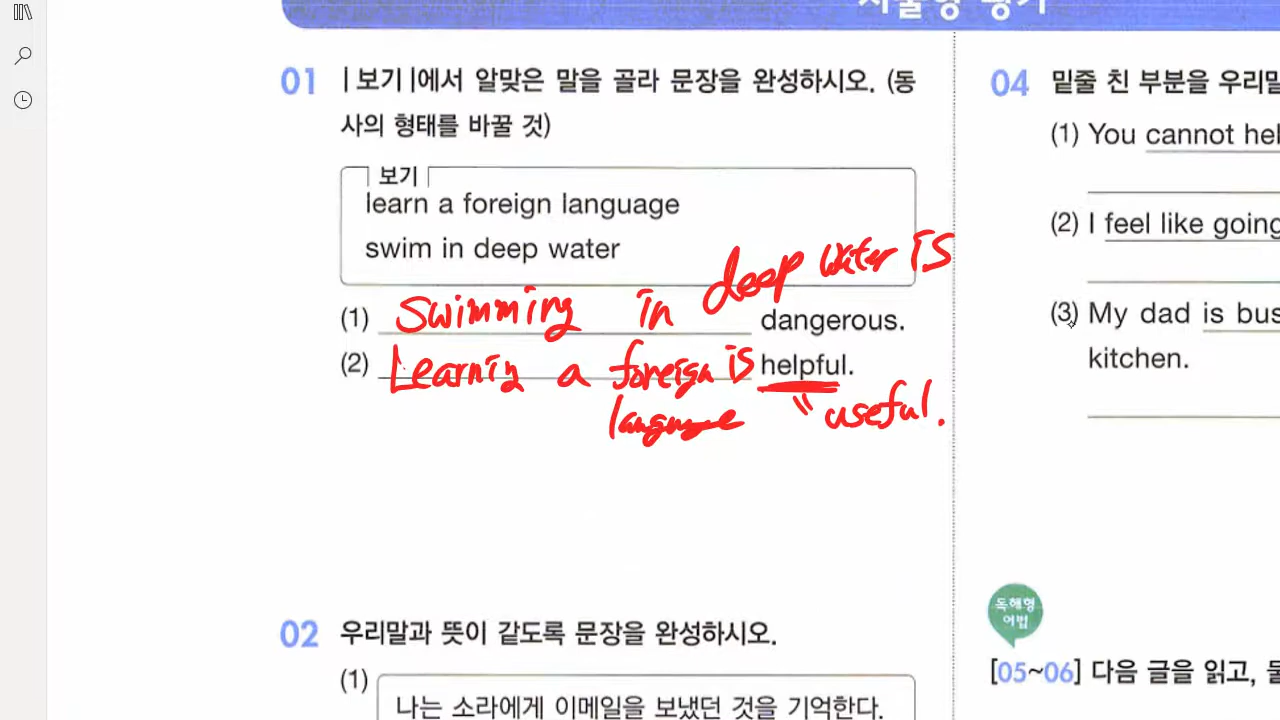 서술형 평가
01 |보기|에서 알맞은 말을 골라 문장을 완성하시오. (동
사의 형태를 바꿀 것)
보기
learn a foreign language
swim in deep water
(1) Swimming in deep water is dangerous.
(2) Learning a foreign is helpful.
language " useful.
02 우리말과 뜻이 같도록 문장을 완성하시오.
(1)
나는 소라에게 이메일을 보냈던 것을 기억한다.
04 밑줄 친 부분을 우리말
(1) You cannot hel
(2) I feel like going
(3) My dad is bus
kitchen.
독해형
어법
[05~06] 다음 글을 읽고, 물